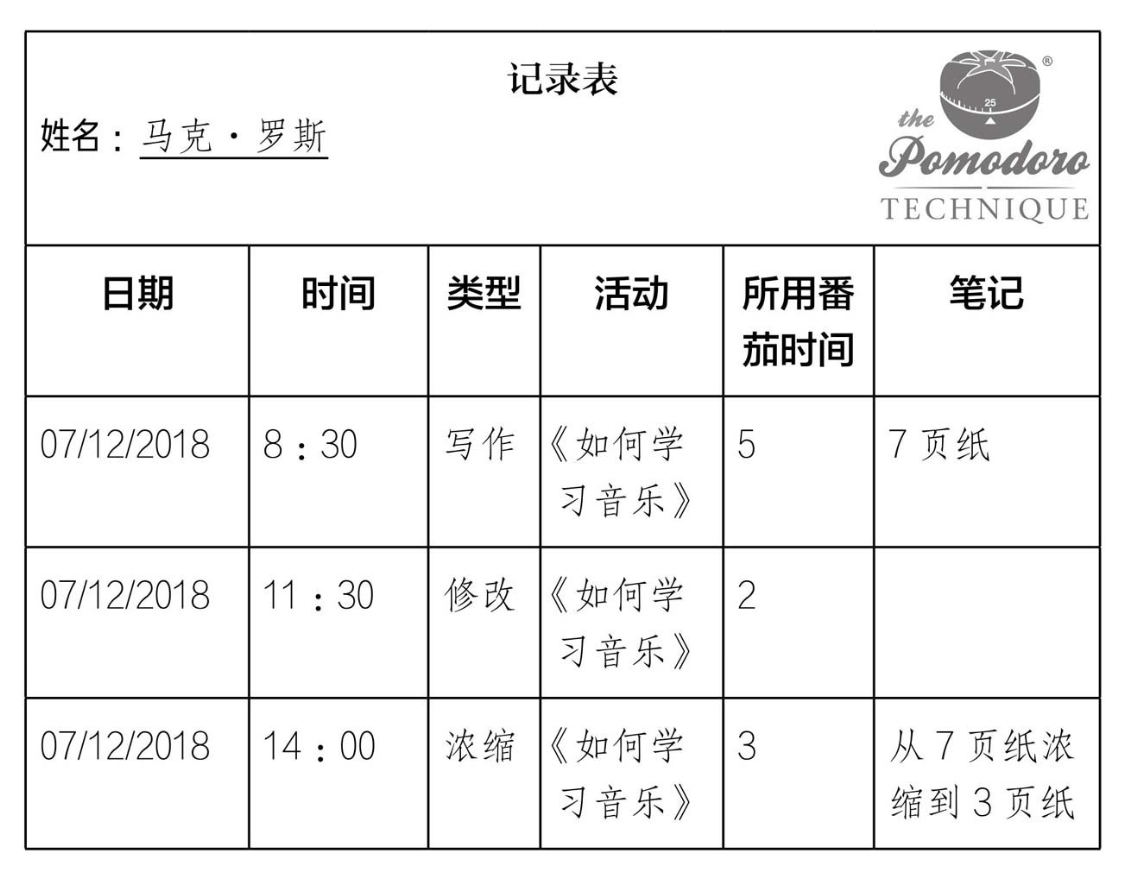 记录表
姓名：马克·罗斯
®
25
the
Pomodoro
TECHNIQUE
日期 时间 类型 活动 所用番
茄时间 笔记
07/12/2018 8：30 写作 《如何学 5 7页纸
习音乐》
07/12/2018 11：30 修改 《如何学 2
习音乐》
07/12/2018 14：00 浓缩 《如何学 3 从7页纸浓
习音乐》 缩到3页纸